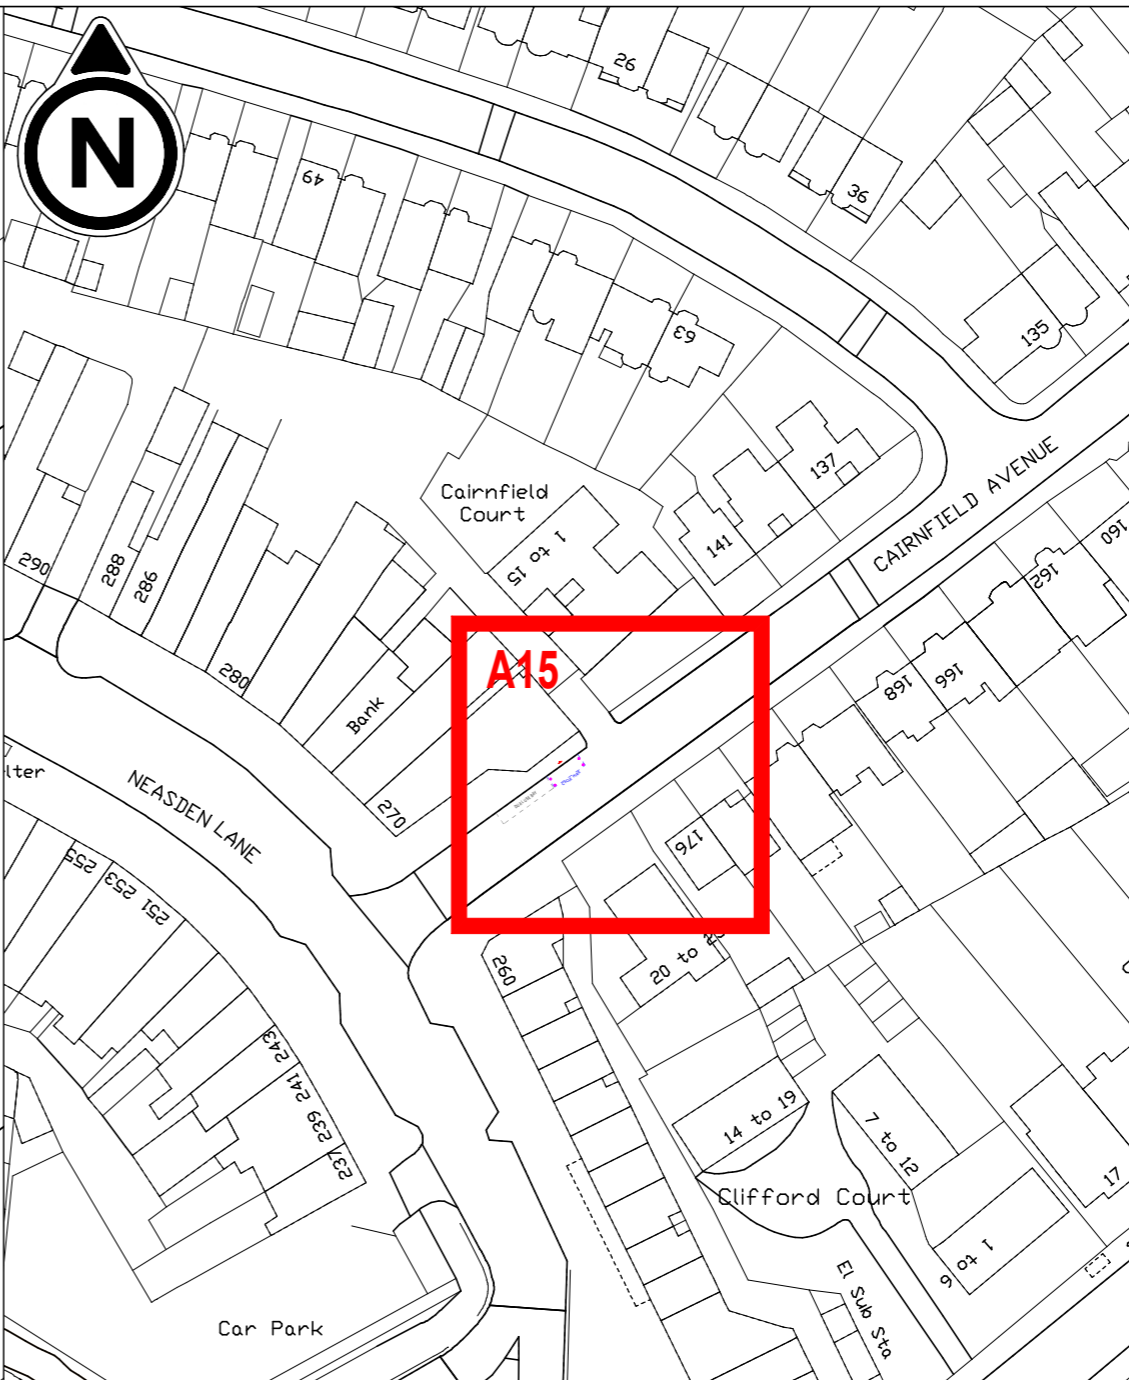 N
26
36
49
63
135
137
141
Cairnfield
Court
1 to 15
CAIRNFIELD AVENUE
160
162
166
168
176
290
288
286
280
Bank
270
A15
NEASDEN LANE
lter
255
253
251
243
241
239
237
260
20 to
14 to 19
7 to 12
1 to 6
17
Clifford Court
El Sub Sta
Car Park